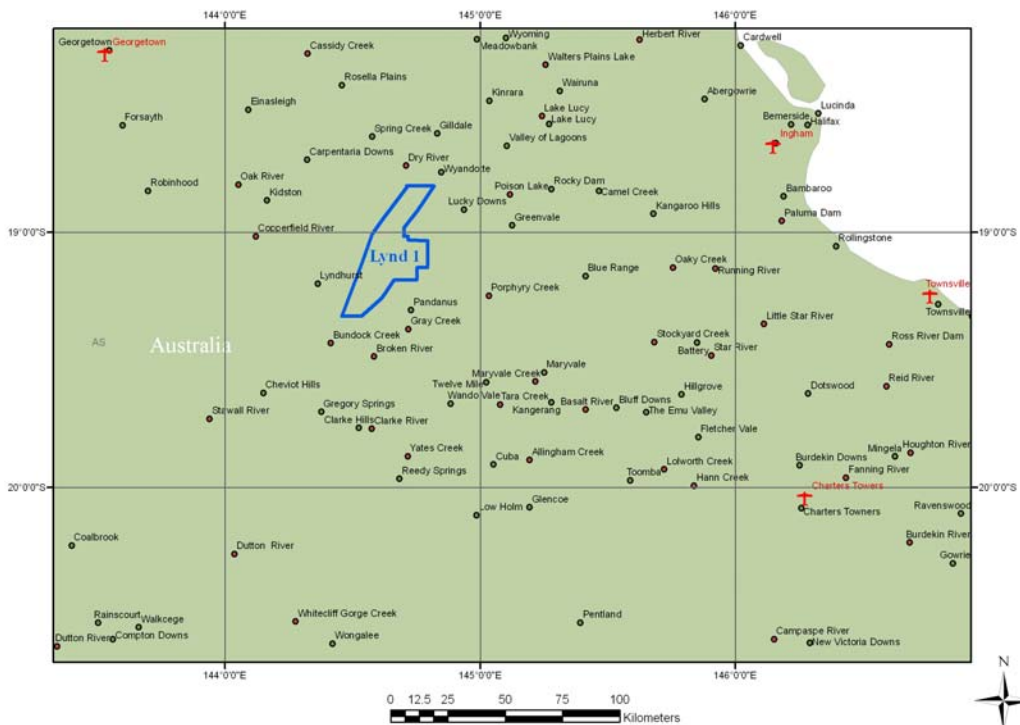 144°0'0"E 145°0'0"E 146°0'0"E
Georgetown Georgetown
Cassidy Creek
Wyoming
Meadowbank
Herbert River
Cardwell
Walters Plains Lake
Rosella Plains
Wairuna
Kinrara
Abergowrie
Einasleigh
Lucinda
Lake Lucy
Lake Lucy
Bemerside
Halifax
Forsayth
Gilldale
Spring Creek
Ingham
Valley of Lagoons
Carpentaria Downs
Dry River
Wyandotte
Robinhood
Oak River
Rocky Dam
Poison Lake
Camel Creek
Bambaroo
Kidston
Lucky Downs
Kangaroo Hills
Paluma Dam
Greenvale
Copperfield River
19°0'0"S 19°0'0"S
Rollingstone
Lynd 1
Oaky Creek
Running River
Blue Range
Lyndhurst
Townsville
Porphyry Creek
Pandanus
Townsville
Gray Creek
Little Star River
Bundock Creek
Stockyard Creek
Ross River Dam
AS
Australia
Broken River
Battery
Star River
Maryvale
Maryvale Creek
Twelve Mile
Cheviot Hills
Hillgrove
Dotswood
Reid River
Wando Vale
Tara Creek
Kangerang
Basalt River
Bluff Downs
The Emu Valley
Gregory Springs
Stawall River
Clarke Hills
Clarke River
Fletcher Vale
Yates Creek
Cuba
Allingham Creek
Mingela
Houghton River
Burdekin Downs
Reedy Springs
Lolworth Creek
Toomba
Hann Creek
Fanning River
20°0'0"S 20°0'0"S
Charters Towers
Low Holm
Glencoe
Charters Towners
Ravenswood
Coalbrook
Dutton River
Burdekin River
Gowrie
Rainscourt
Walkcege
Whitecliff Gorge Creek
Pentland
Dutton River
Compton Downs
Wongalee
Campaspe River
New Victoria Downs
144°0'0"E 145°0'0"E 146°0'0"E
N
0 12.5 25 50 75 100
Kilometers